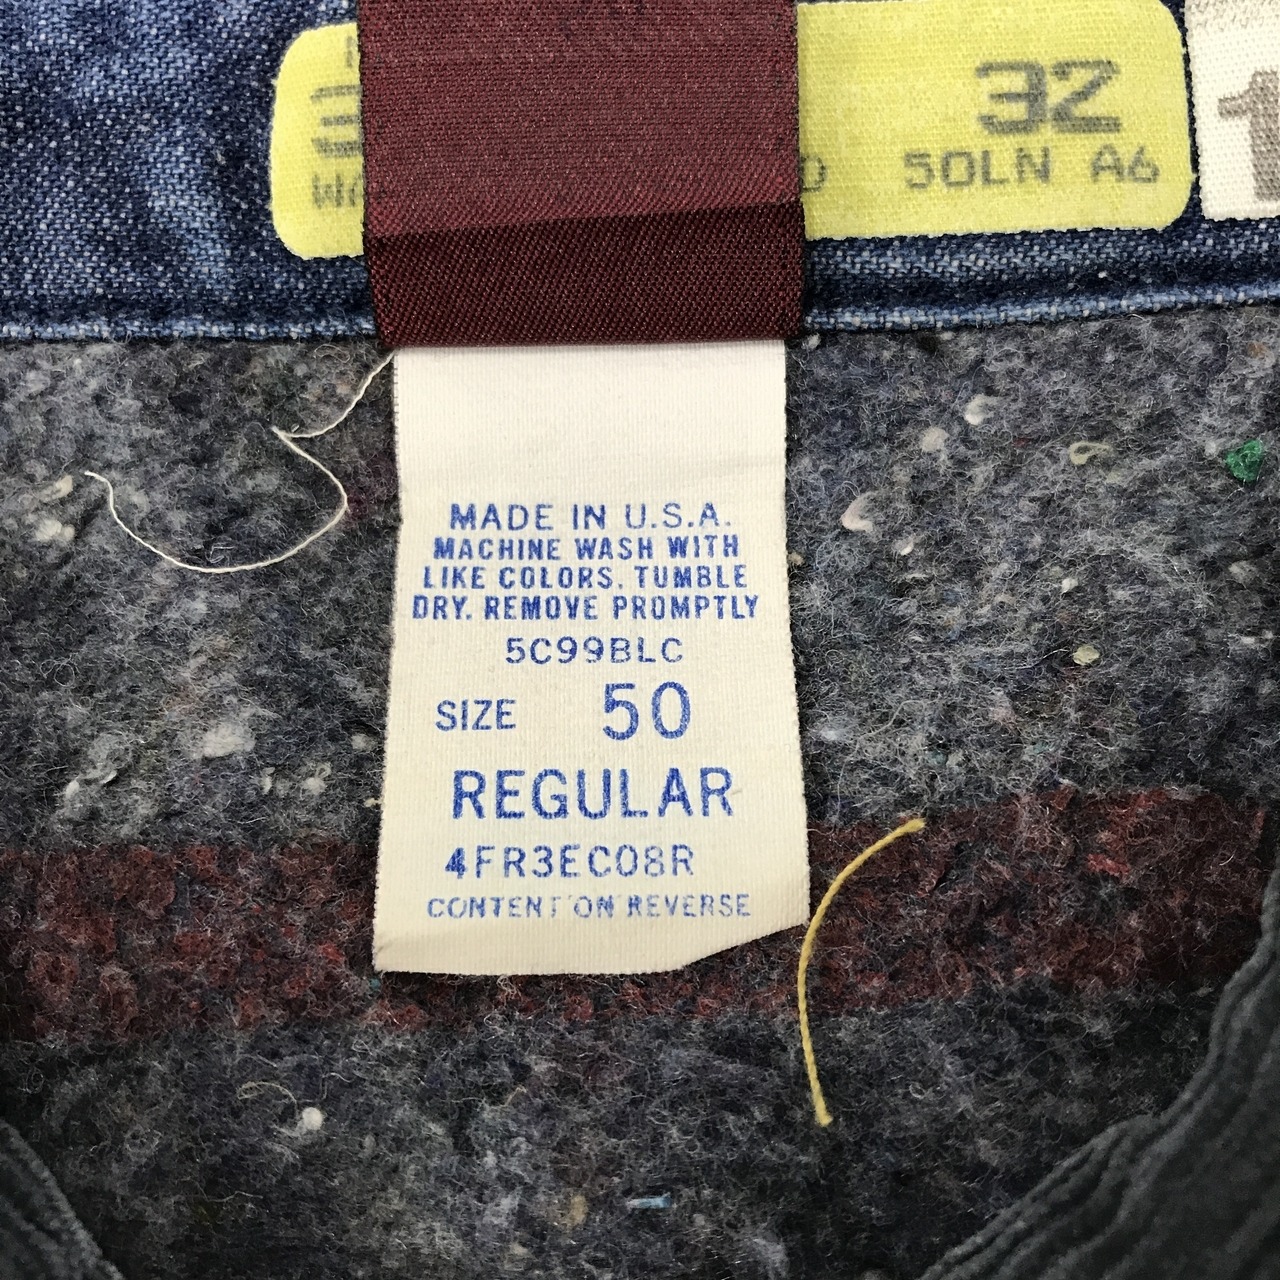 32
50LN A6
MADE IN U.S.A.
MACHINE WASH WITH
LIKE COLORS. TUMBLE
DRY. REMOVE PROMPTLY
5C99BLC
SIZE 50
REGULAR
4FR3EC08R
CONTENT ON REVERSE